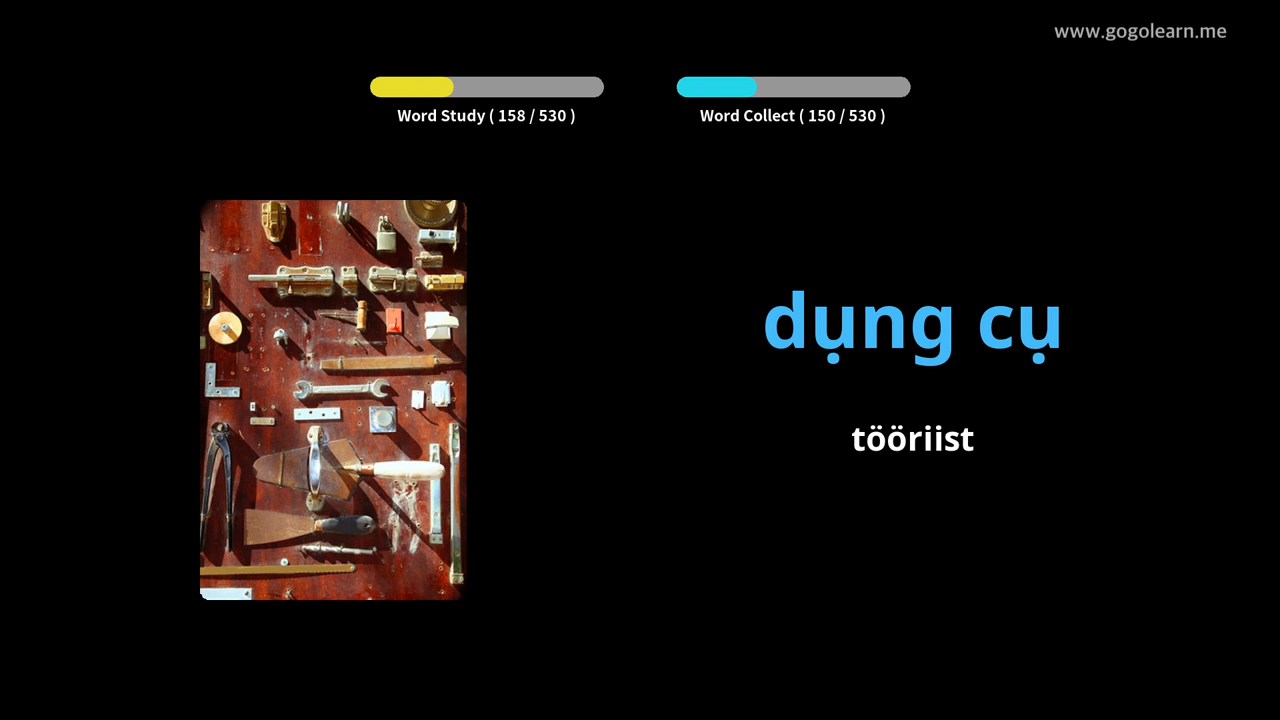 www.gogolearn.me
Word Study ( 158 / 530 )
Word Collect ( 150 / 530 )
dụng cụ
tööriist